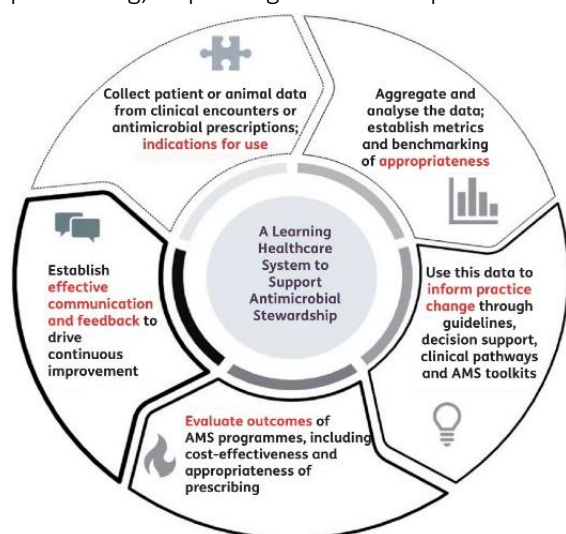 Collect patient or animal data
from clinical encounters or
antimicrobial prescriptions;
indications for use
Aggregate and
analyse the data;
establish metrics
and benchmarking
of appropriateness
Use this data to
inform practice
change through
guidelines,
decision support,
clinical pathways
and AMS toolkits
Evaluate outcomes of
AMS programmes, including
cost-effectiveness and
appropriateness of
prescribing
Establish
effective
communication
and feedback to
drive
continuous
improvement
A Learning
Healthcare
System to
Support
Antimicrobial
Stewardship